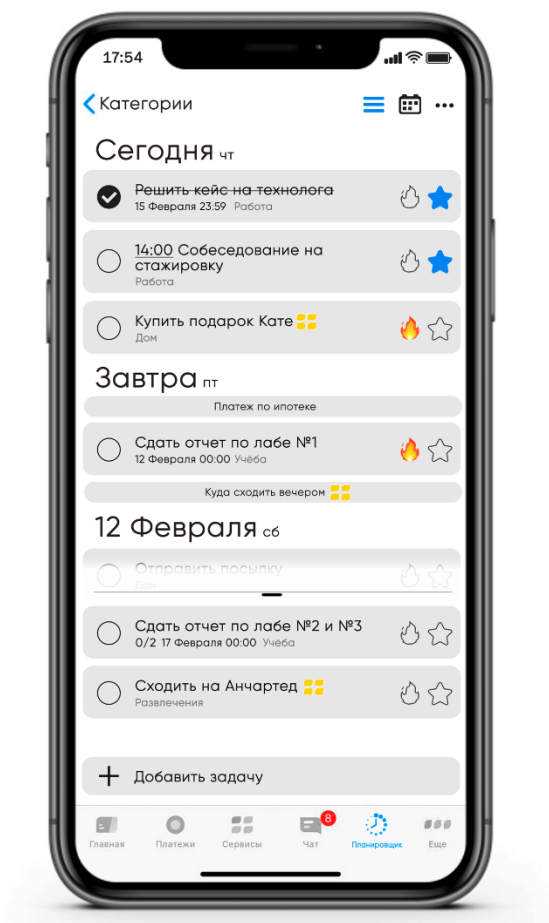 17:54
Категории
Сегодня чт
Решить кейс на технолога
15 Февраля 23:59 Работа
14:00 Собеседование на
стажировку
Работа
Купить подарок Кате
Дом
Завтра пт
Платеж по ипотеке
Сдать отчет по лабе №1
12 Февраля 00:00 Учёба
Куда сходить вечером
12 Февраля сб
Отправить посылку
Дом
Сдать отчет по лабе №2 и №3
0/2 17 Февраля 00:00 Учёба
Сходить на Анчартед
Развлечения
Добавить задачу
8
Главная Платежи Сервисы Чат Планировщик Еще